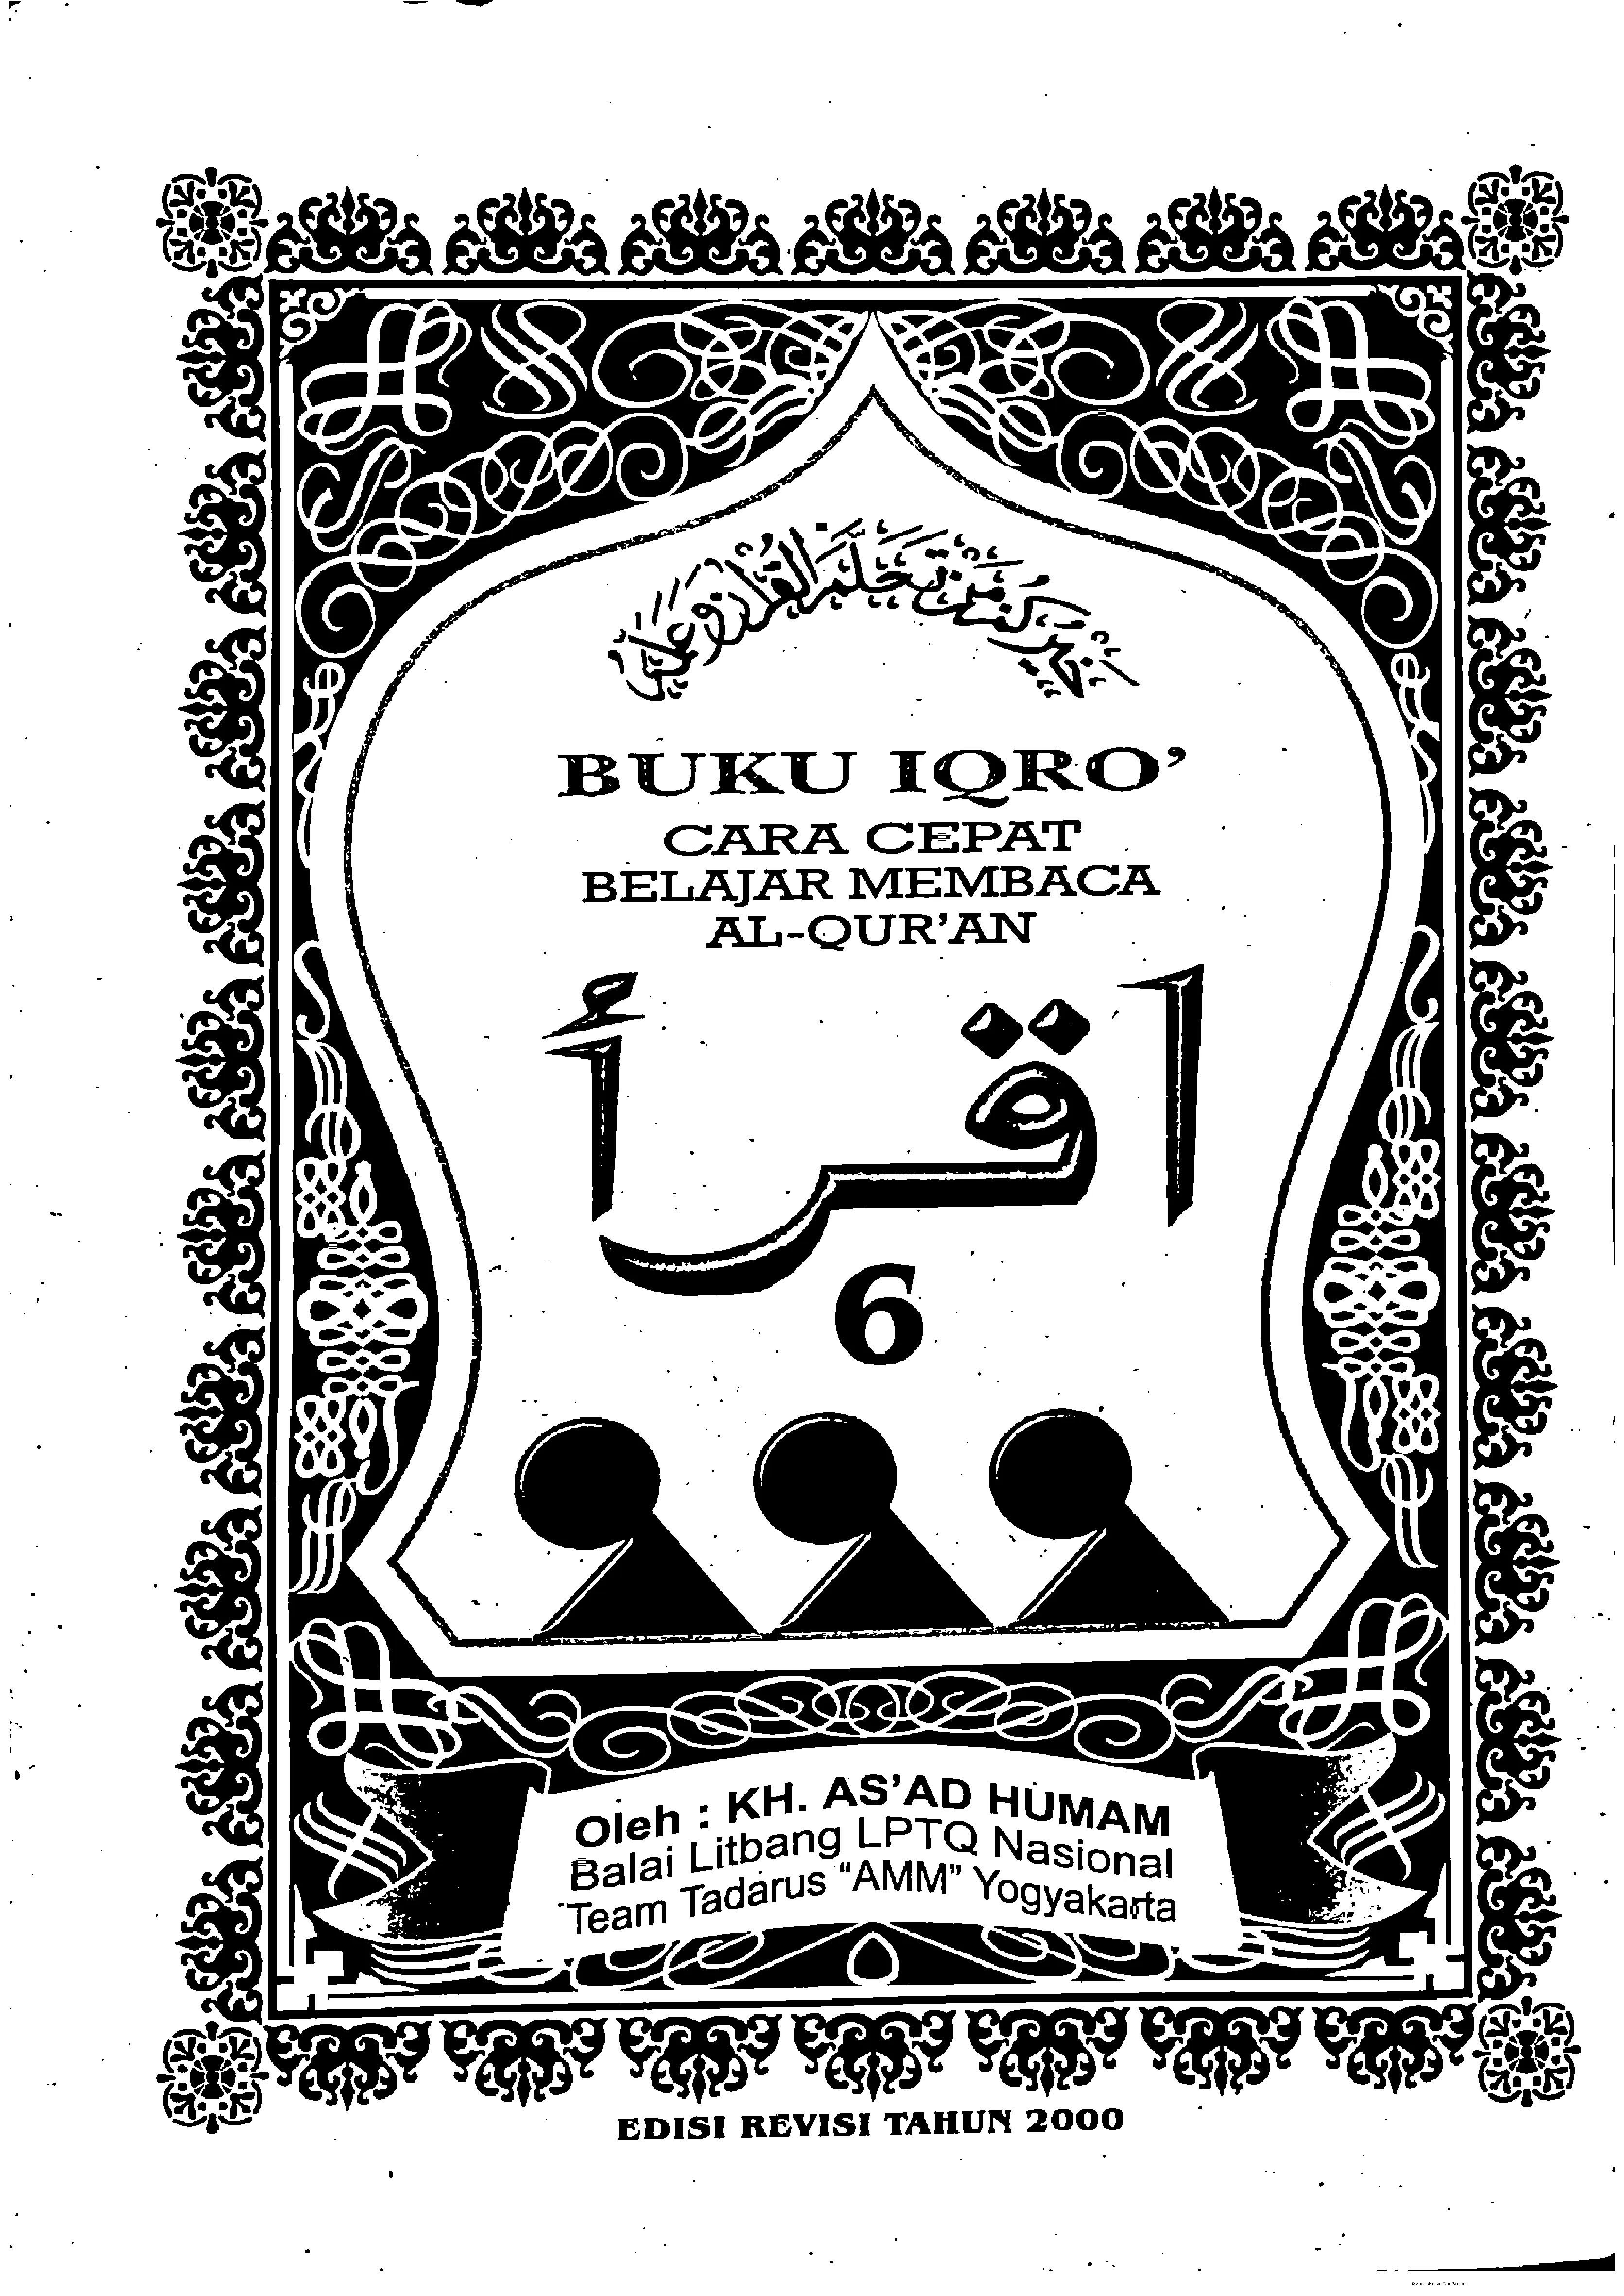 خَيْرُكُمْ مَنْ تَعَلَّمَ الْقُرْآنَ وَعَلَّمَهُ
BUKU IQRO’
CARA CEPAT
BELAJAR MEMBACA
AL-QUR’AN
اقرأ
6
Oleh : KH. AS’AD HUMAM
Balai Litbang LPTQ Nasional
Team Tadarus “AMM” Yogyakarta
EDISI REVISI TAHUN 2000